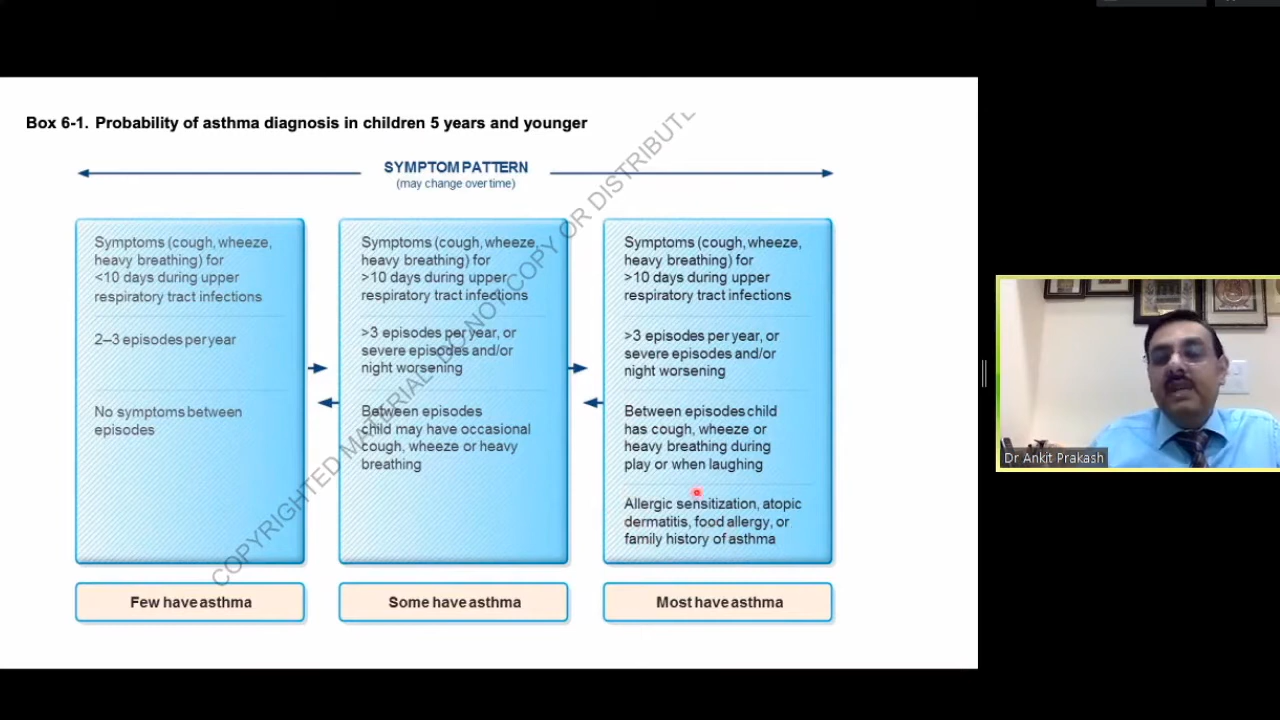 Box 6-1. Probability of asthma diagnosis in children 5 years and younger
SYMPTOM PATTERN
(may change over time)
Symptoms (cough, wheeze,
heavy breathing) for
<10 days during upper
respiratory tract infections
2–3 episodes per year
No symptoms between
episodes
Few have asthma
Symptoms (cough, wheeze,
heavy breathing) for
>10 days during upper
respiratory tract infections
>3 episodes per year, or
severe episodes and/or
night worsening
Between episodes
child may have occasional
cough, wheeze or heavy
breathing
Some have asthma
Symptoms (cough, wheeze,
heavy breathing) for
>10 days during upper
respiratory tract infections
>3 episodes per year, or
severe episodes and/or
night worsening
Between episodes child
has cough, wheeze or
heavy breathing during
play or when laughing
Allergic sensitization, atopic
dermatitis, food allergy, or
family history of asthma
Most have asthma
COPYRIGHTED MATERIAL- DO NOT COPY OR DISTRIBUTE
Dr Ankit Prakash